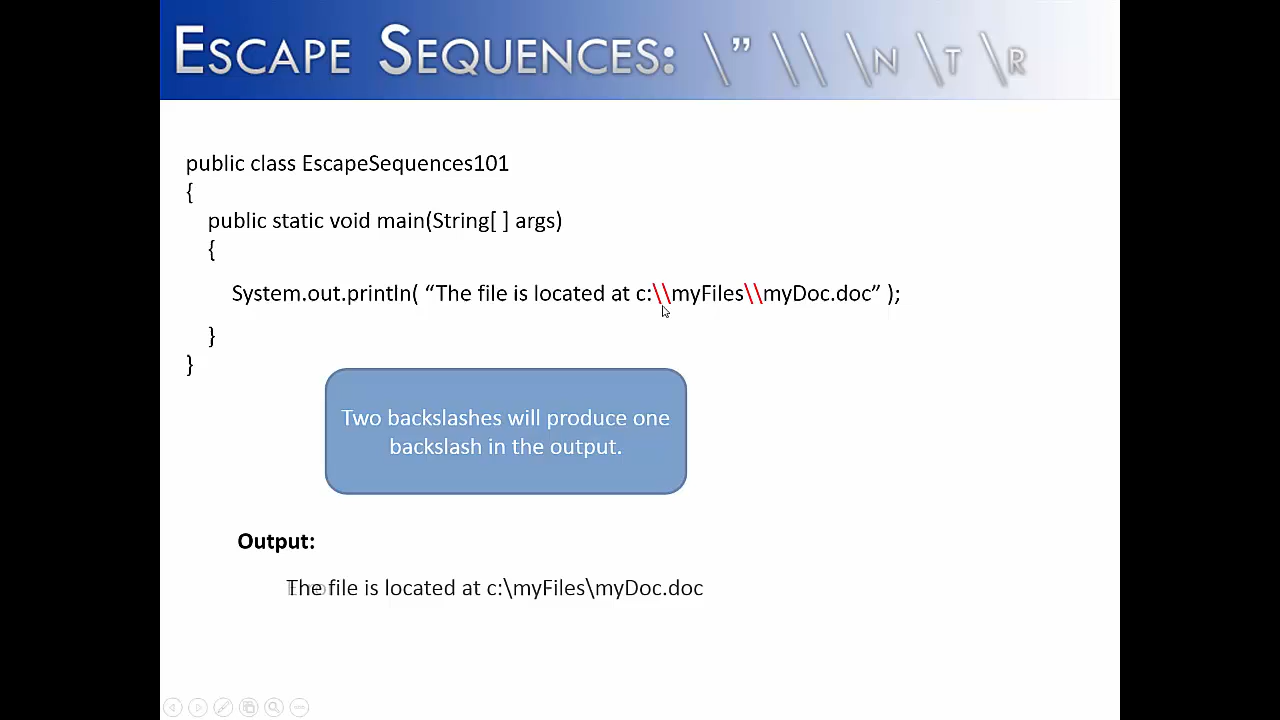 ESCAPE SEQUENCES: \” \\ \N \T \R
public class EscapeSequences101
{
public static void main(String[ ] args)
{
System.out.println( “The file is located at c:\\myFiles\\myDoc.doc” );
}
}
Two backslashes will produce one
backslash in the output.
Output:
The file is located at c:\myFiles\myDoc.doc